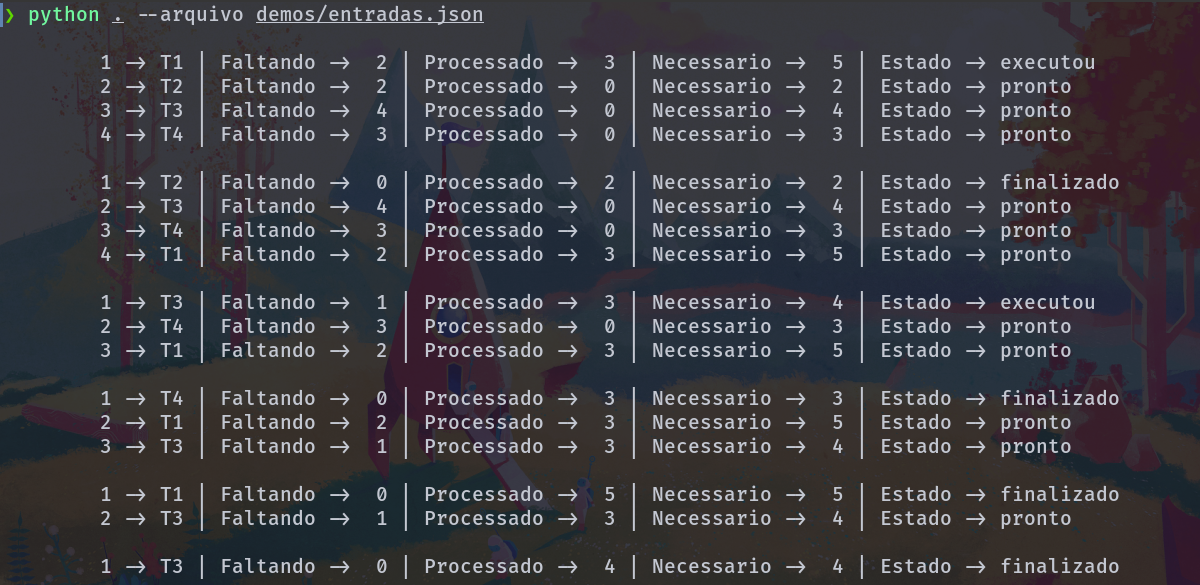 ❯ python . --arquivo demos/entradas.json
1 → T1 │ Faltando → 2 │ Processado → 3 │ Necessario → 5 │ Estado → executou
2 → T2 │ Faltando → 2 │ Processado → 0 │ Necessario → 2 │ Estado → pronto
3 → T3 │ Faltando → 4 │ Processado → 0 │ Necessario → 4 │ Estado → pronto
4 → T4 │ Faltando → 3 │ Processado → 0 │ Necessario → 3 │ Estado → pronto
1 → T2 │ Faltando → 0 │ Processado → 2 │ Necessario → 2 │ Estado → finalizado
2 → T3 │ Faltando → 4 │ Processado → 0 │ Necessario → 4 │ Estado → pronto
3 → T4 │ Faltando → 3 │ Processado → 0 │ Necessario → 3 │ Estado → pronto
4 → T1 │ Faltando → 2 │ Processado → 3 │ Necessario → 5 │ Estado → pronto
1 → T3 │ Faltando → 1 │ Processado → 3 │ Necessario → 4 │ Estado → executou
2 → T4 │ Faltando → 3 │ Processado → 0 │ Necessario → 3 │ Estado → pronto
3 → T1 │ Faltando → 2 │ Processado → 3 │ Necessario → 5 │ Estado → pronto
1 → T4 │ Faltando → 0 │ Processado → 3 │ Necessario → 3 │ Estado → finalizado
2 → T1 │ Faltando → 2 │ Processado → 3 │ Necessario → 5 │ Estado → pronto
3 → T3 │ Faltando → 1 │ Processado → 3 │ Necessario → 4 │ Estado → pronto
1 → T1 │ Faltando → 0 │ Processado → 5 │ Necessario → 5 │ Estado → finalizado
2 → T3 │ Faltando → 1 │ Processado → 3 │ Necessario → 4 │ Estado → pronto
1 → T3 │ Faltando → 0 │ Processado → 4 │ Necessario → 4 │ Estado → finalizado